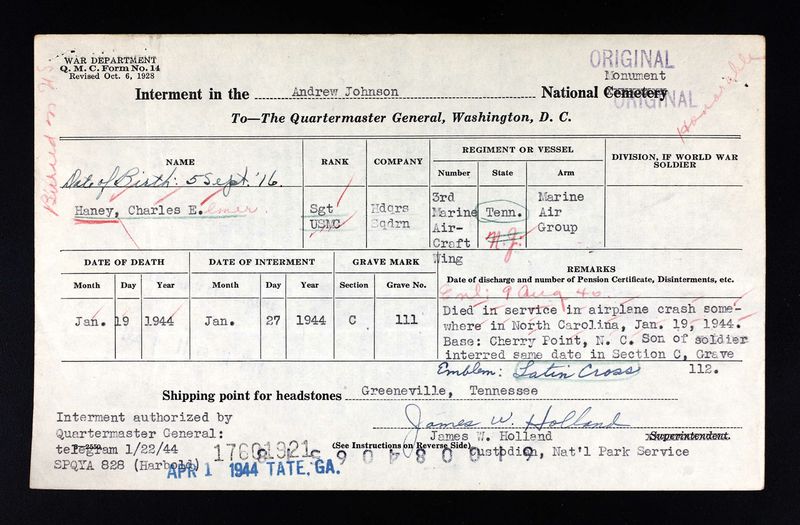 WAR DEPARTMENT
Q. M. C. Form No. 14
Revised Oct. 6, 1928
ORIGINAL
Monument
Interment in the Andrew Johnson National Cemetery
ORIGINAL
Honorable
To—The Quartermaster General, Washington, D. C.
NAME
RANK
COMPANY
REGIMENT OR VESSEL
Number
State
Arm
DIVISION, IF WORLD WAR SOLDIER
Date of Birth: 5 Sept. '16.
Haney, Charles E.lmer
Sgt
USMC
Hdqrs
Sqdrn
3rd
Marine
Air-
Craft
Wing
Tenn.
N.J.
Marine
Air
Group
DATE OF DEATH
DATE OF INTERMENT
GRAVE MARK
REMARKS
Month Day Year
Month Day Year
Section Grave No.
Date of discharge and number of Pension Certificate, Disinterments, etc.
Enl: 9 Aug 40
Jan. 19 1944
Jan. 27 1944
C 111
Died in service in airplane crash some-
where in North Carolina, Jan. 19, 1944.
Base: Cherry Point, N. C. Son of soldier
interred same date in Section C, Grave
112.
Emblem: Latin Cross
Shipping point for headstones Greeneville, Tennessee
James W. Holland
James W. Holland Superintendent.
Custodian, Nat'l Park Service
(See Instructions on Reverse Side)
Interment authorized by
Quartermaster General:
telegram 1/22/44
SPQYA 828 (Harbold)
17601921
APR 1 1944 TATE, GA.